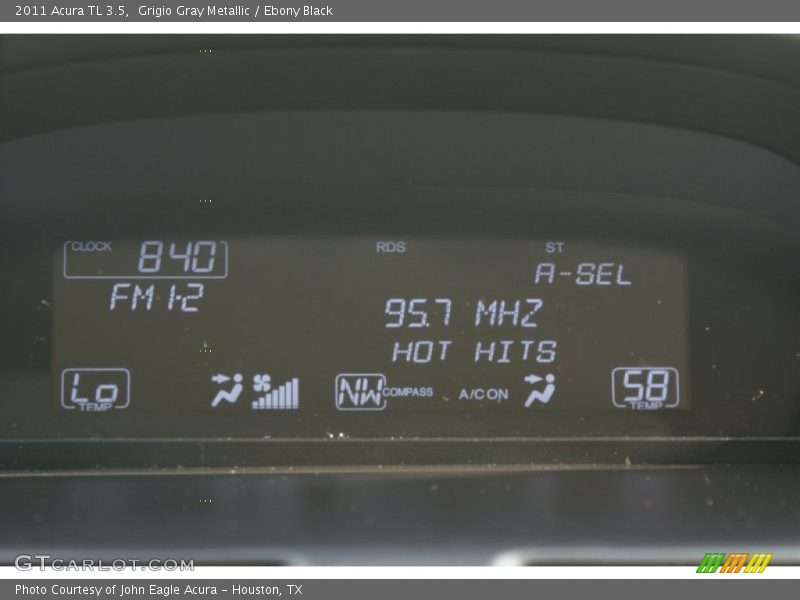 2011 Acura TL 3.5,  Grigio Gray Metallic / Ebony Black
CLOCK 840 RDS ST
A-SEL
FM 1-2
95.7 MHZ
HOT HITS
Lo TEMP NW COMPASS A/C ON 58 TEMP
GTCARLOT.COM
Photo Courtesy of John Eagle Acura - Houston, TX